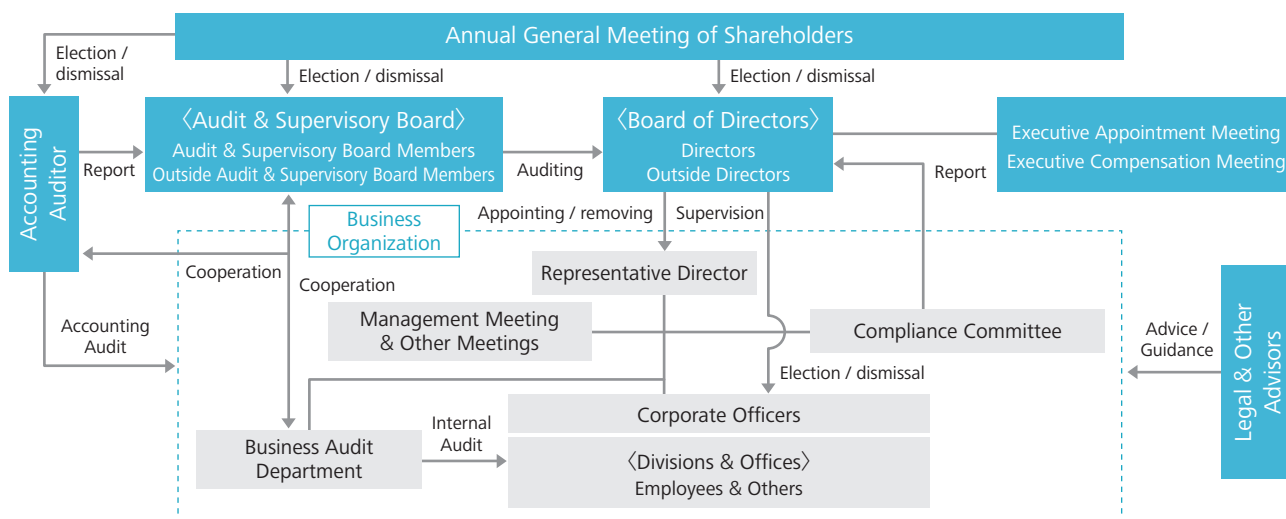 Annual General Meeting of Shareholders
Election /
dismissal
Election / dismissal
Election / dismissal
Accounting
Auditor
Report
〈Audit & Supervisory Board〉
Audit & Supervisory Board Members
Outside Audit & Supervisory Board Members
Auditing
〈Board of Directors〉
Directors
Outside Directors
Report
Executive Appointment Meeting
Executive Compensation Meeting
Business
Organization
Appointing / removing
Supervision
Cooperation
Cooperation
Representative Director
Accounting
Audit
Management Meeting
& Other Meetings
Compliance Committee
Advice /
Guidance
Legal & Other
Advisors
Election / dismissal
Corporate Officers
Business Audit
Department
Internal
Audit
〈Divisions & Offices〉
Employees & Others